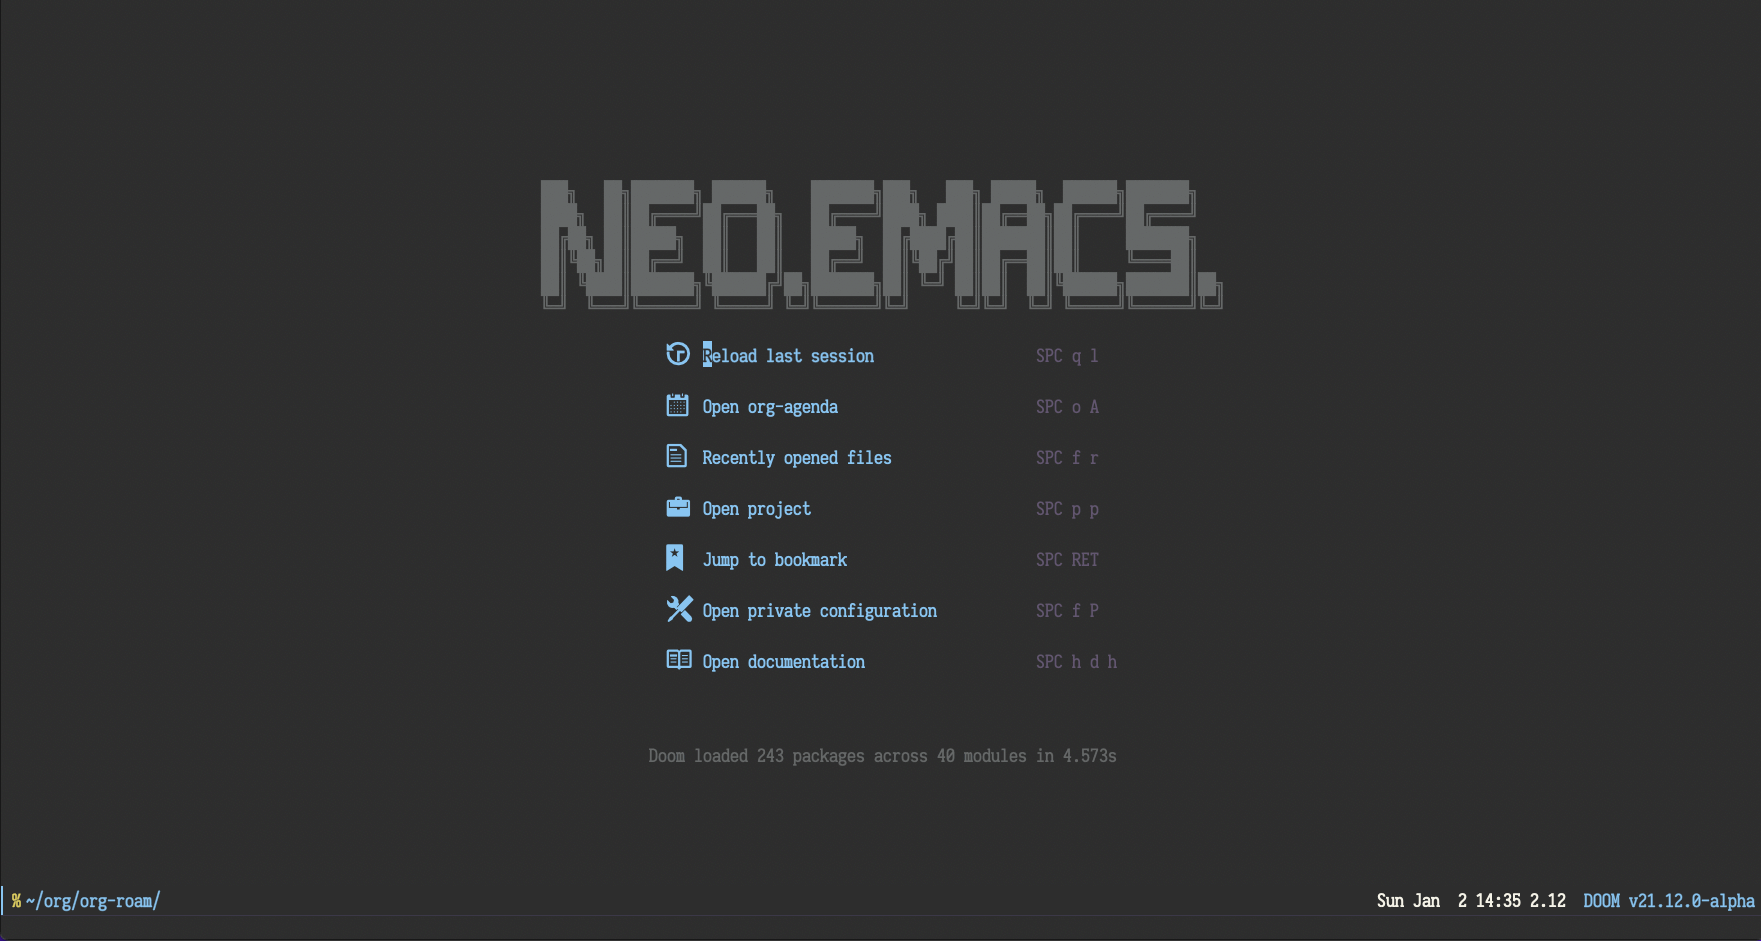 NEO.EMACS.
Reload last session SPC q l
Open org-agenda SPC o A
Recently opened files SPC f r
Open project SPC p p
Jump to bookmark SPC RET
Open private configuration SPC f P
Open documentation SPC h d h
Doom loaded 243 packages across 40 modules in 4.573s
% ~/org/org-roam/ Sun Jan  2 14:35 2.12 DOOM v21.12.0-alpha